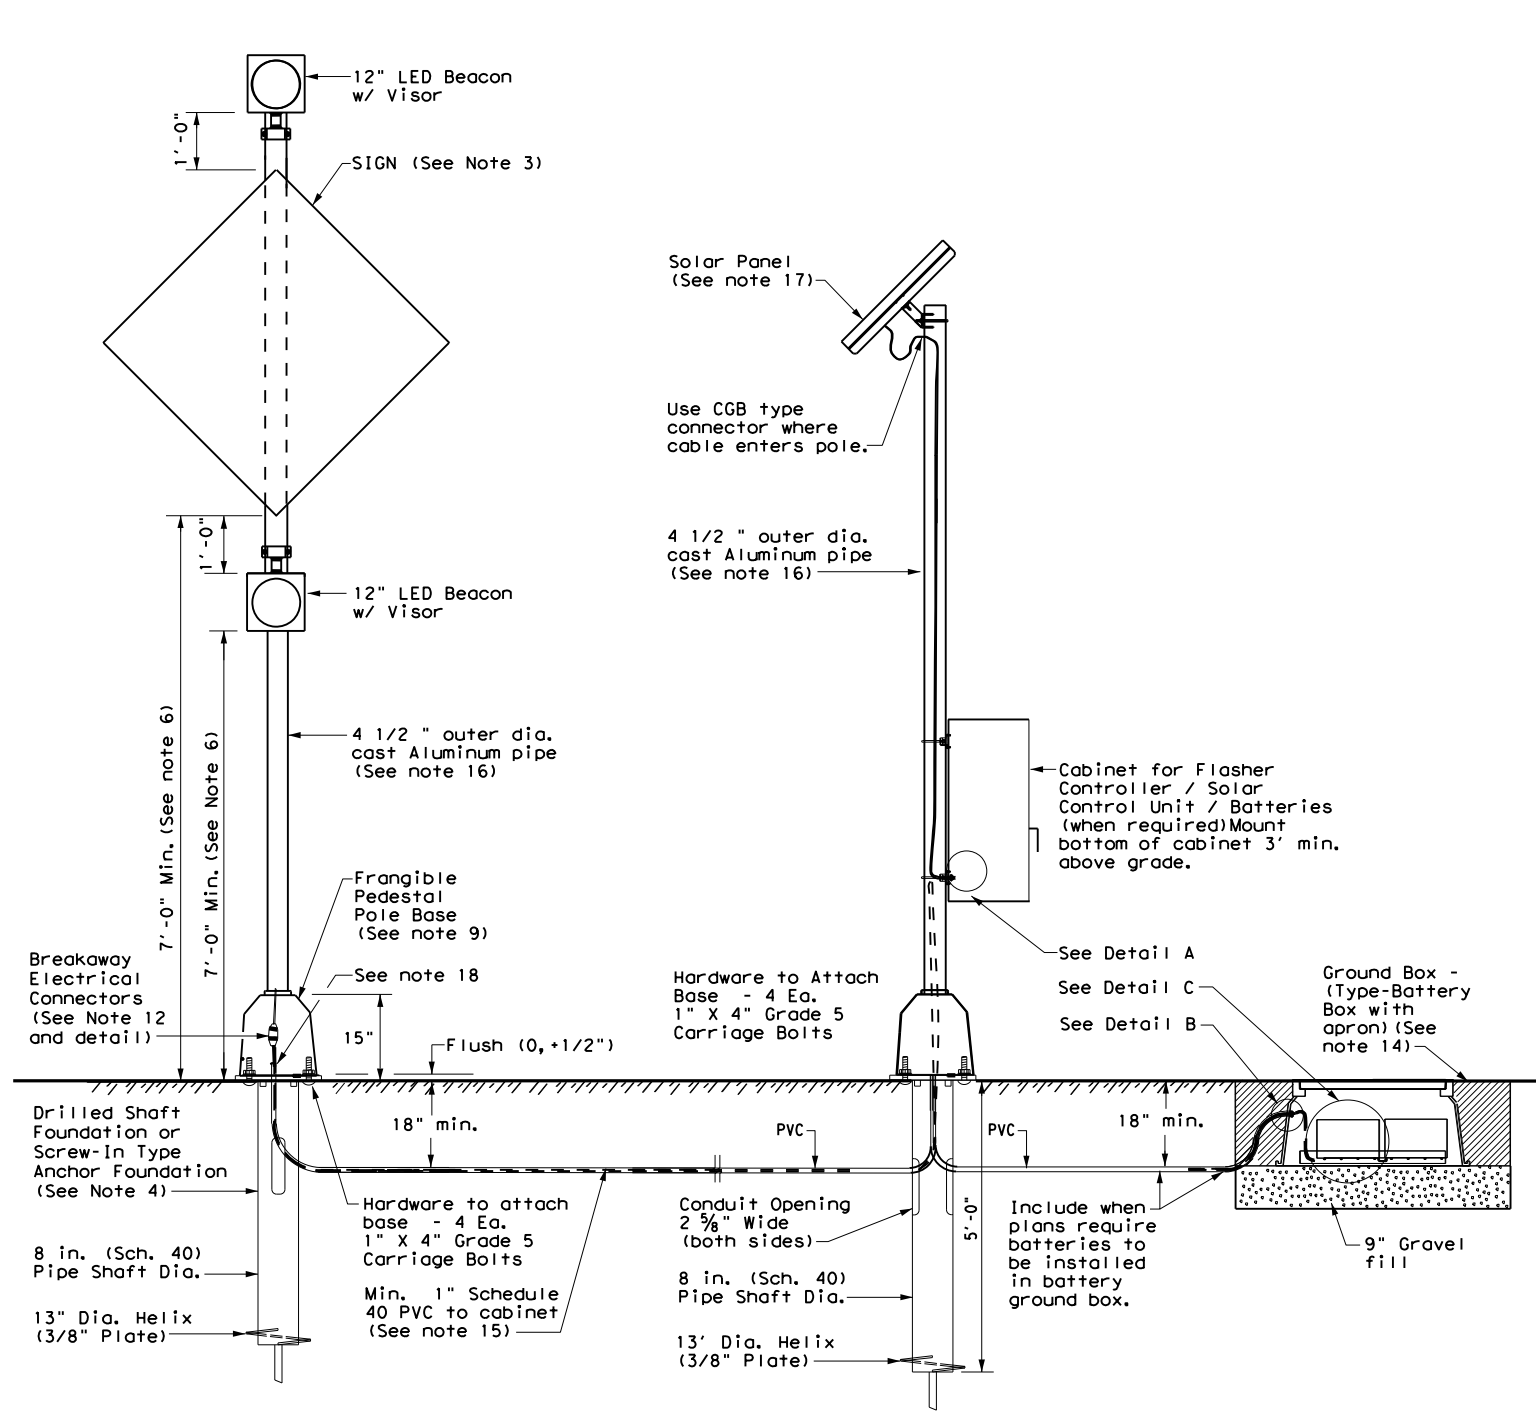 12" LED Beacon
w/ Visor
1'-0"
SIGN (See Note 3)
Solar Panel
(See note 17)
Use CGB type
connector where
cable enters pole.
1'-0"
4 1/2 " outer dia.
cast Aluminum pipe
(See note 16)
12" LED Beacon
w/ Visor
7'-0" Min. (See note 6)
7'-0" Min. (See Note 6)
4 1/2 " outer dia.
cast Aluminum pipe
(See note 16)
Cabinet for Flasher
Controller / Solar
Control Unit / Batteries
(when required)Mount
bottom of cabinet 3' min.
above grade.
Frangible
Pedestal
Pole Base
(See note 9)
See note 18
Breakaway
Electrical
Connectors
(See Note 12
and detail)
15"
Flush (0,+1/2")
Hardware to Attach
Base - 4 Ea.
1" X 4" Grade 5
Carriage Bolts
See Detail A
See Detail C
See Detail B
Ground Box -
(Type-Battery
Box with
apron)(See
note 14)
Drilled Shaft
Foundation or
Screw-In Type
Anchor Foundation
(See Note 4)
18" min.
PVC
PVC
18" min.
8 in. (Sch. 40)
Pipe Shaft Dia.
13" Dia. Helix
(3/8" Plate)
Hardware to attach
base - 4 Ea.
1" X 4" Grade 5
Carriage Bolts
Min. 1" Schedule
40 PVC to cabinet
(See note 15)
Conduit Opening
2 5/8" Wide
(both sides)
8 in. (Sch. 40)
Pipe Shaft Dia.
13' Dia. Helix
(3/8" Plate)
5'-0"
Include when
plans require
batteries to
be installed
in battery
ground box.
9" Gravel
fill